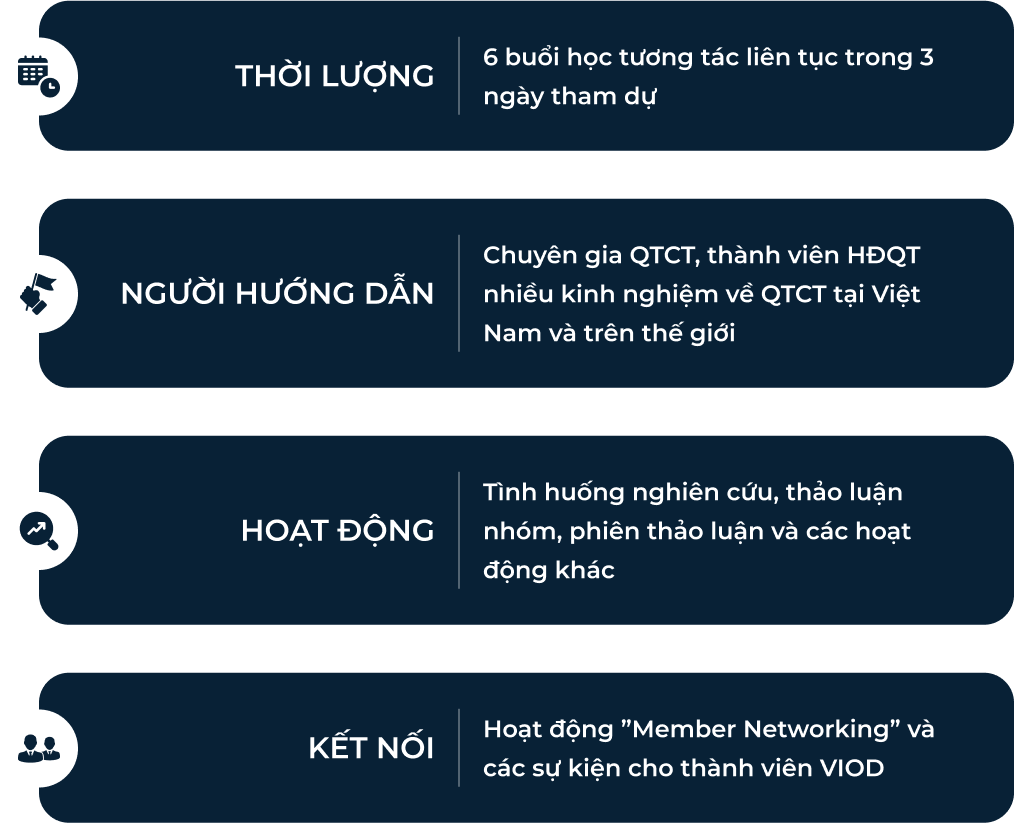 THỜI LƯỢNG
6 buổi học tương tác liên tục trong 3
ngày tham dự
NGƯỜI HƯỚNG DẪN
Chuyên gia QTCT, thành viên HĐQT
nhiều kinh nghiệm về QTCT tại Việt
Nam và trên thế giới
HOẠT ĐỘNG
Tình huống nghiên cứu, thảo luận
nhóm, phiên thảo luận và các hoạt
động khác
KẾT NỐI
Hoạt động ”Member Networking” và
các sự kiện cho thành viên VIOD